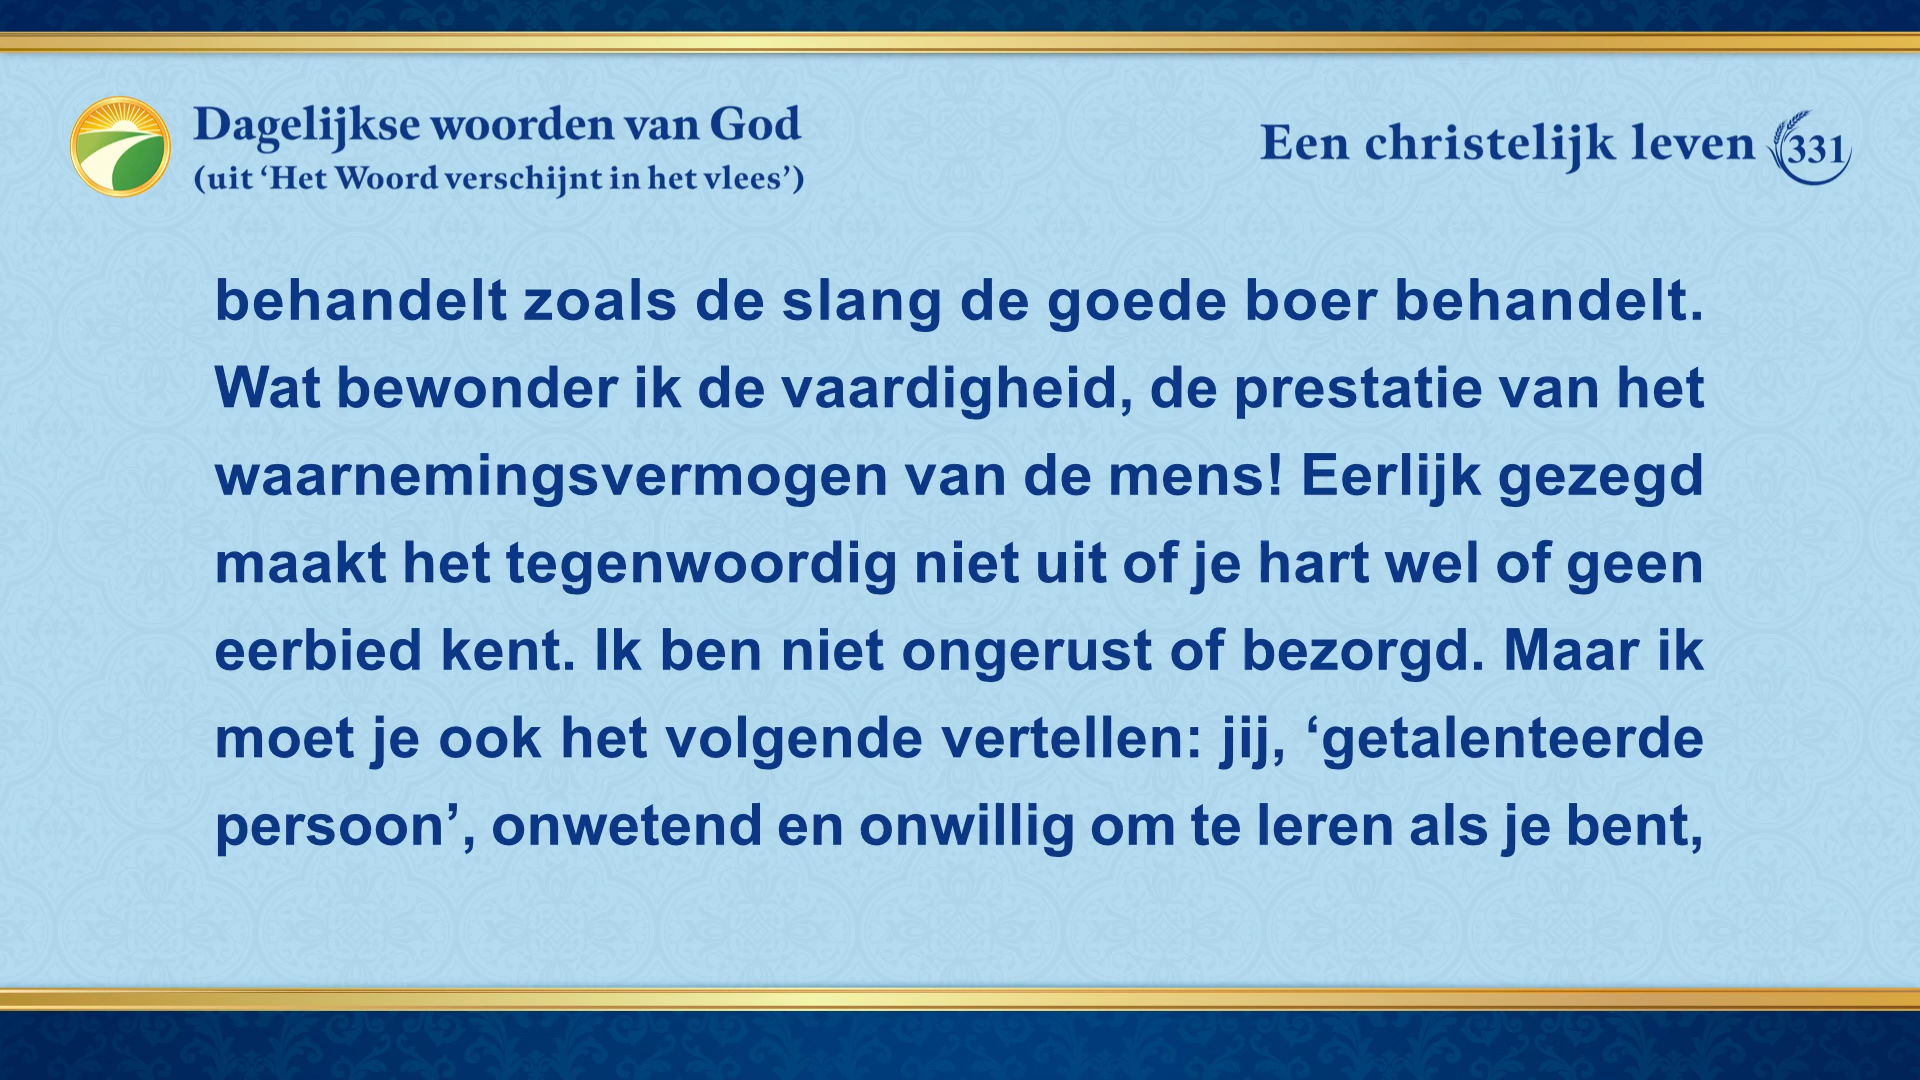 Dagelijkse woorden van God
(uit ‘Het Woord verschijnt in het vlees’)
Een christelijk leven 331
behandelt zoals de slang de goede boer behandelt.
Wat bewonder ik de vaardigheid, de prestatie van het
waarnemingsvermogen van de mens! Eerlijk gezegd
maakt het tegenwoordig niet uit of je hart wel of geen
eerbied kent. Ik ben niet ongerust of bezorgd. Maar ik
moet je ook het volgende vertellen: jij, ‘getalenteerde
persoon’, onwetend en onwillig om te leren als je bent,